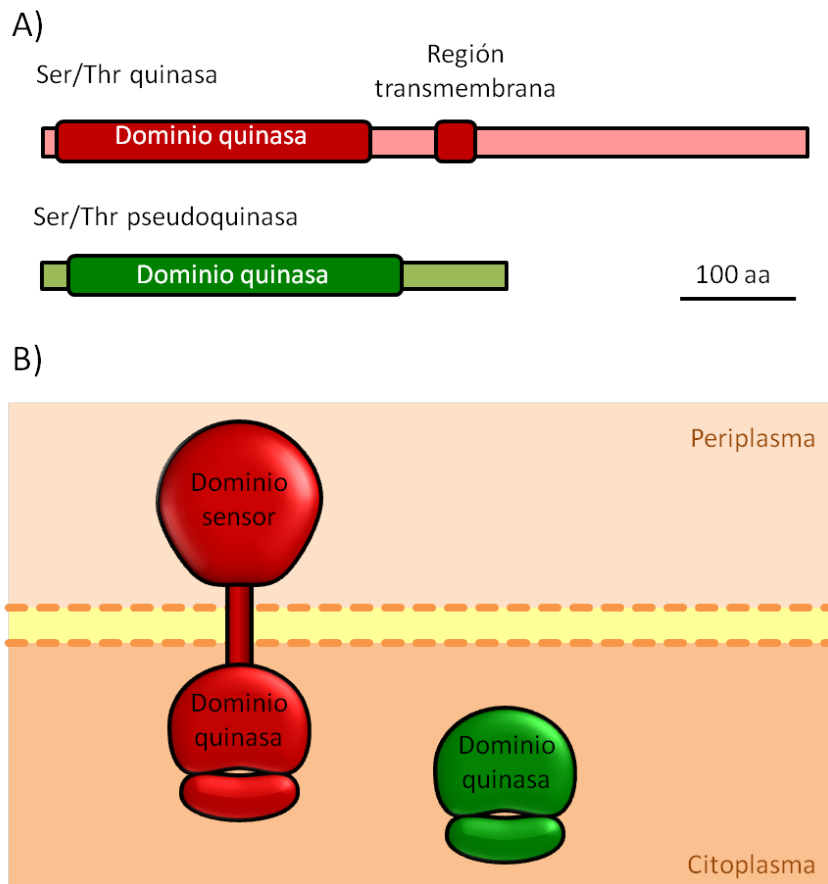 A)
Ser/Thr quinasa
Región
transmembrana
Dominio quinasa
Ser/Thr pseudoquinasa
Dominio quinasa
100 aa
B)
Periplasma
Dominio
sensor
Dominio
quinasa
Dominio
quinasa
Citoplasma